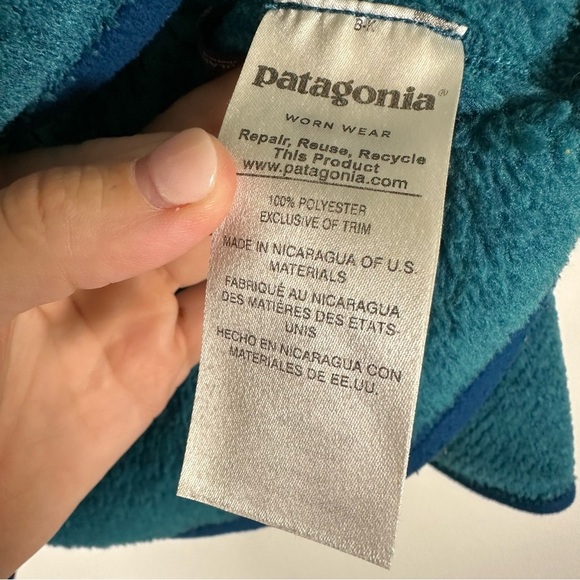 patagonia®
WORN WEAR
Repair, Reuse, Recycle
This Product
www.patagonia.com
100% POLYESTER
EXCLUSIVE OF TRIM
MADE IN NICARAGUA OF U.S.
MATERIALS
FABRIQUÉ AU NICARAGUA
DES MATIÈRES DES ÉTATS-
UNIS
HECHO EN NICARAGUA CON
MATERIALES DE EE.UU.